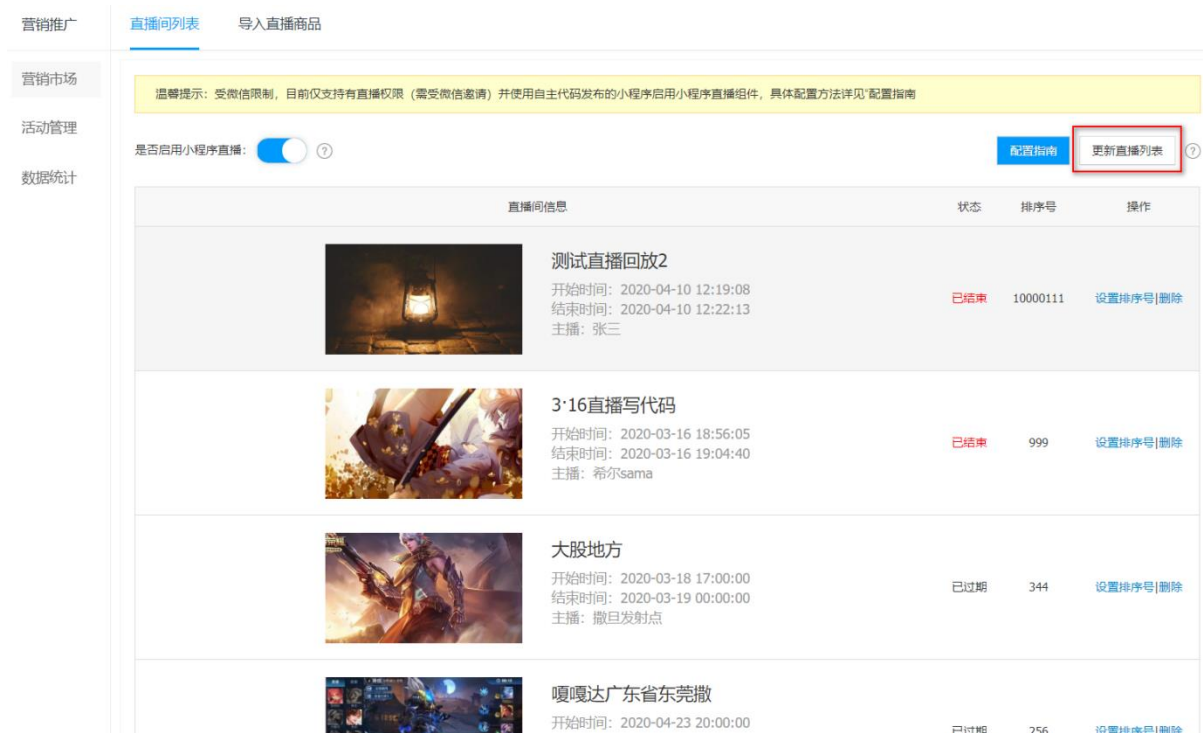 营销推广
直播间列表
导入直播商品
营销市场
活动管理
数据统计
温馨提示：受微信限制，目前仅支持有直播权限（需受微信邀请）并使用自主代码发布的小程序启用小程序直播组件，具体配置方法详见"配置指南
是否启用小程序直播：
?
配置指南
更新直播列表
?
直播间信息 状态 排序号 操作
测试直播回放2
开始时间：2020-04-10 12:19:08
结束时间：2020-04-10 12:22:13
主播：张三
已结束 10000111 设置排序号|删除
3·16直播写代码
开始时间：2020-03-16 18:56:05
结束时间：2020-03-16 19:04:40
主播：希尔sama
已结束 999 设置排序号|删除
大股地方
开始时间：2020-03-18 17:00:00
结束时间：2020-03-19 00:00:00
主播：撒旦发射点
已过期 344 设置排序号|删除
嘎嘎达广东省东莞撒
开始时间：2020-04-23 20:00:00
已过期 256 设置排序号|删除